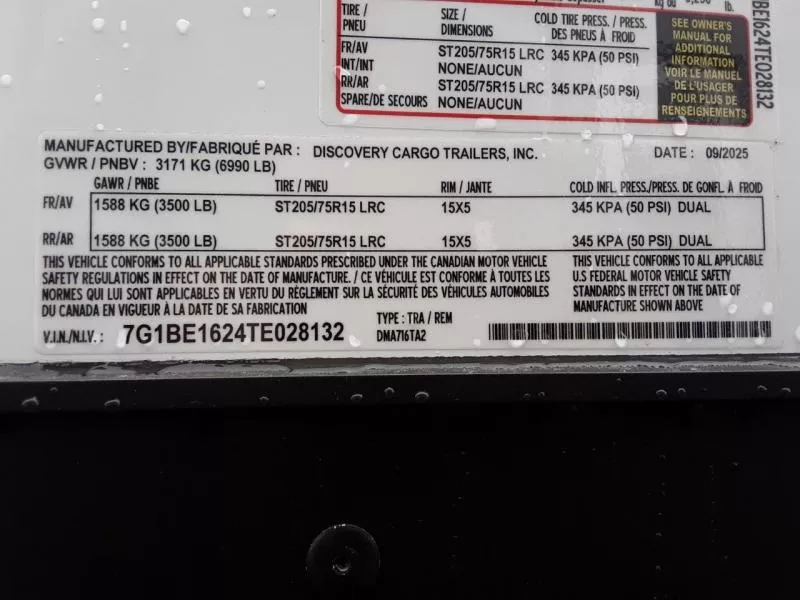 TIRE / SIZE / COLD TIRE PRESS. / PRESS.
PNEU DIMENSIONS DES PNEUS À FROID
FR/AV ST205/75R15 LRC 345 KPA (50 PSI)
INT/INT NONE/AUCUN
RR/AR ST205/75R15 LRC 345 KPA (50 PSI)
SPARE/DE SECOURS NONE/AUCUN
kg ou lb.
SEE OWNER'S
MANUAL FOR
ADDITIONAL
INFORMATION
VOIR LE MANUEL
DE L'USAGER
POUR PLUS DE
RENSEIGNEMENTS
BE1624TE028132
MANUFACTURED BY/FABRIQUÉ PAR : DISCOVERY CARGO TRAILERS, INC. DATE : 09/2025
GVWR / PNBV : 3171 KG (6990 LB)
GAWR / PNBE TIRE / PNEU RIM / JANTE COLD INFL. PRESS./PRESS. DE GONFL. À FROID
FR/AV 1588 KG (3500 LB) ST205/75R15 LRC 15X5 345 KPA (50 PSI) DUAL
RR/AR 1588 KG (3500 LB) ST205/75R15 LRC 15X5 345 KPA (50 PSI) DUAL
THIS VEHICLE CONFORMS TO ALL APPLICABLE STANDARDS PRESCRIBED UNDER THE CANADIAN MOTOR VEHICLE
SAFETY REGULATIONS IN EFFECT ON THE DATE OF MANUFACTURE. / CE VÉHICULE EST CONFORME À TOUTES LES
NORMES QUI LUI SONT APPLICABLES EN VERTU DU RÈGLEMENT SUR LA SÉCURITÉ DES VÉHICULES AUTOMOBILES
DU CANADA EN VIGUEUR À LA DATE DE SA FABRICATION
THIS VEHICLE CONFORMS TO ALL APPLICABLE
U.S FEDERAL MOTOR VEHICLE SAFETY
STANDARDS IN EFFECT ON THE DATE OF
MANUFACTURE SHOWN ABOVE
V.I.N./N.I.V. : 7G1BE1624TE028132 TYPE : TRA / REM
DMA716TA2